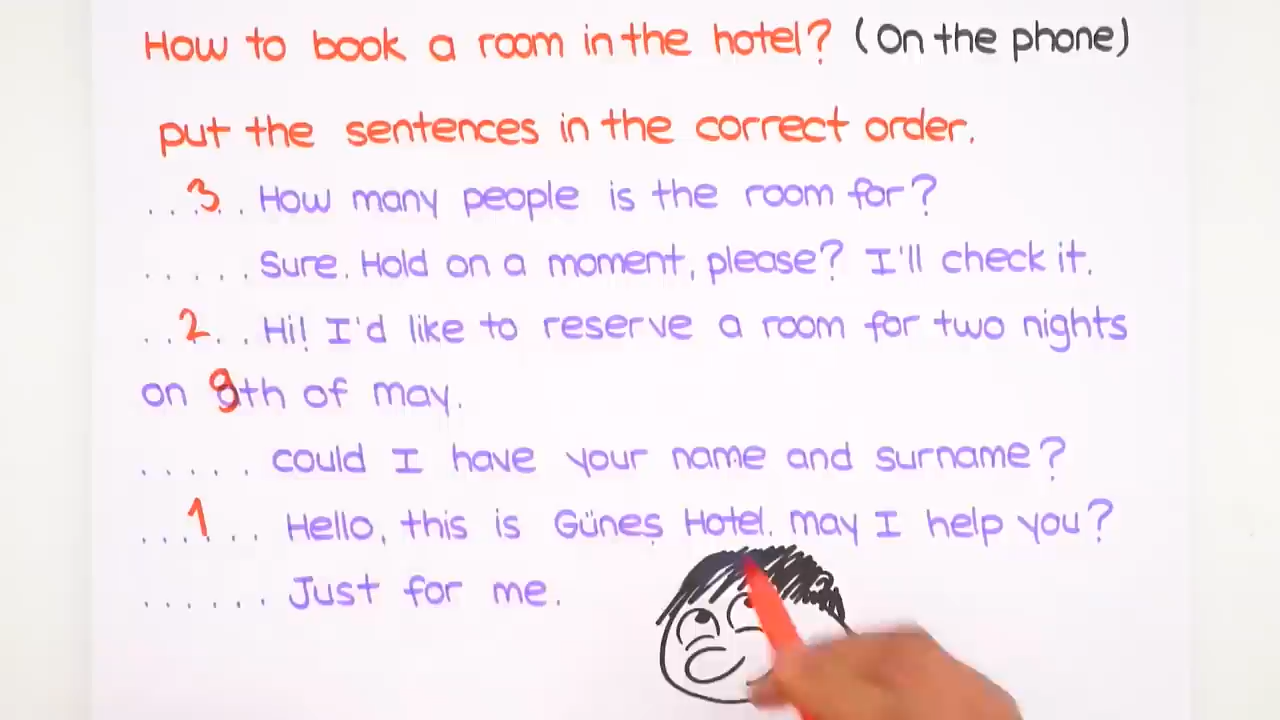 How to book a room in the hotel? (On the phone)
put the sentences in the correct order.
...3.. How many people is the room for?
..... Sure. Hold on a moment, please? I'll check it.
..2.. Hi! I'd like to reserve a room for two nights
on 9th of may.
..... could I have your name and surname?
...1... Hello, this is Güneş Hotel. may I help you?
...... Just for me.